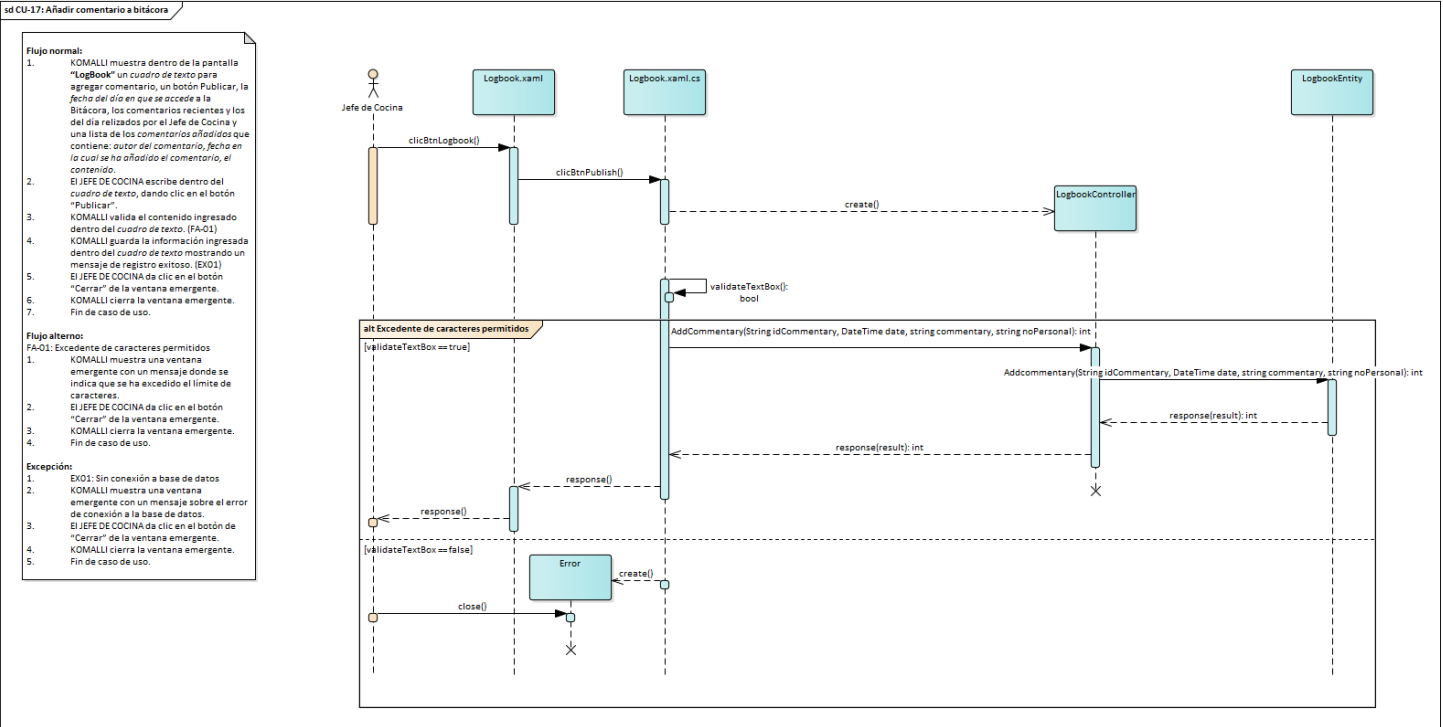 sd CU-17: Añadir comentario a bitácora
Flujo normal:
1. KOMALLI muestra dentro de la pantalla
“LogBook” un cuadro de texto para
agregar comentario, un botón Publicar, la
fecha del día en que se accede a la
Bitácora, los comentarios recientes y los
del día relizados por el Jefe de Cocina y
una lista de los comentarios añadidos que
contiene: autor del comentario, fecha en
la cual se ha añadido el comentario, el
contenido.
2. El JEFE DE COCINA escribe dentro del
cuadro de texto, dando clic en el botón
“Publicar”.
3. KOMALLI valida el contenido ingresado
dentro del cuadro de texto. (FA-01)
4. KOMALLI guarda la información ingresada
dentro del cuadro de texto mostrando un
mensaje de registro exitoso. (EX01)
5. El JEFE DE COCINA da clic en el botón
“Cerrar” de la ventana emergente.
6. KOMALLI cierra la ventana emergente.
7. Fin de caso de uso.
Flujo alterno:
FA-01: Excedente de caracteres permitidos
1. KOMALLI muestra una ventana
emergente con un mensaje donde se
indica que se ha excedido el límite de
caracteres.
2. El JEFE DE COCINA da clic en el botón
“Cerrar” de la ventana emergente.
3. KOMALLI cierra la ventana emergente.
4. Fin de caso de uso.
Excepción:
1. EX01: Sin conexión a base de datos
2. KOMALLI muestra una ventana
emergente con un mensaje sobre el error
de conexión a la base de datos.
3. El JEFE DE COCINA da clic en el botón de
“Cerrar” de la ventana emergente.
4. KOMALLI cierra la ventana emergente.
5. Fin de caso de uso.
Jefe de Cocina
Logbook.xaml
Logbook.xaml.cs
LogbookEntity
clicBtnLogbook()
clicBtnPublish()
LogbookController
create()
validateTextBox():
bool
alt Excedente de caracteres permitidos
[validateTextBox ==true]
AddCommentary(String idCommentary, DateTime date, string commentary, string noPersonal): int
Addcommentary(String idCommentary, DateTime date, string commentary, string noPersonal): int
response(result): int
response(result): int
response()
response()
[validateTextBox ==false]
Error
create()
close()